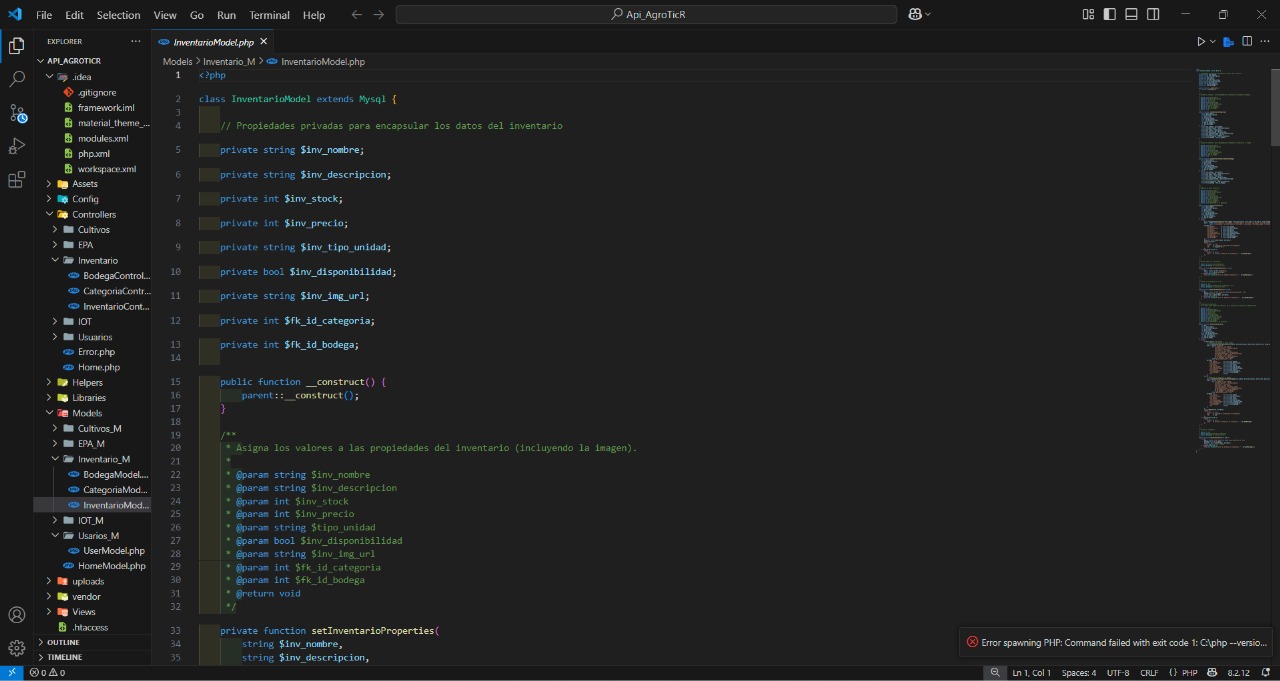 File Edit Selection View Go Run Terminal Help
Api_AgroTicR
EXPLORER
API_AGROTICR
.idea
.gitignore
framework.iml
material_theme_...
modules.xml
php.xml
workspace.xml
Assets
Config
Controllers
Cultivos
EPA
Inventario
BodegaControl...
CategoriaContr...
InventarioCont...
IOT
Usuarios
Error.php
Home.php
Helpers
Libraries
Models
Cultivos_M
EPA_M
Inventario_M
BodegaModel....
CategoriaMod...
InventarioMod...
IOT_M
Usarios_M
UserModel.php
HomeModel.php
uploads
vendor
Views
.htaccess
OUTLINE
TIMELINE
InventarioModel.php
Models > Inventario_M > InventarioModel.php
1 <?php
2 class InventarioModel extends Mysql {
3
4 // Propiedades privadas para encapsular los datos del inventario
5 private string $inv_nombre;
6 private string $inv_descripcion;
7 private int $inv_stock;
8 private int $inv_precio;
9 private string $inv_tipo_unidad;
10 private bool $inv_disponibilidad;
11 private string $inv_img_url;
12 private int $fk_id_categoria;
13 private int $fk_id_bodega;
14
15 public function __construct() {
16 parent::__construct();
17 }
18
19 /**
20 * Asigna los valores a las propiedades del inventario (incluyendo la imagen).
21 *
22 * @param string $inv_nombre
23 * @param string $inv_descripcion
24 * @param int $inv_stock
25 * @param int $inv_precio
26 * @param string $tipo_unidad
27 * @param bool $inv_disponibilidad
28 * @param string $inv_img_url
29 * @param int $fk_id_categoria
30 * @param int $fk_id_bodega
31 * @return void
32 */
33 private function setInventarioProperties(
34 string $inv_nombre,
35 string $inv_descripcion,
Error spawning PHP: Command failed with exit code 1: C:\php --versio...
0 0
Ln 1, Col 1 Spaces: 4 UTF-8 CRLF {} PHP 8.2.12